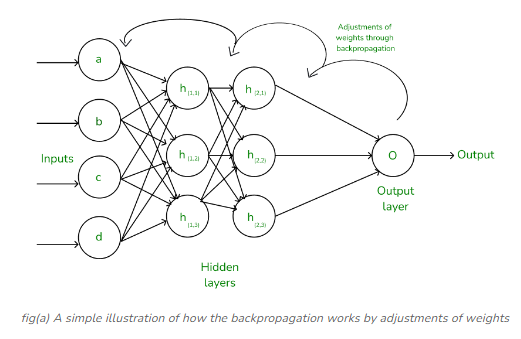 Adjustments of
weights through
backpropagation
a
h(1,1)
h(2,1)
b
h(1,2)
h(2,2)
O
Output
Inputs
c
Output
layer
h(1,3)
h(2,3)
d
Hidden
layers
fig(a) A simple illustration of how the backpropagation works by adjustments of weights